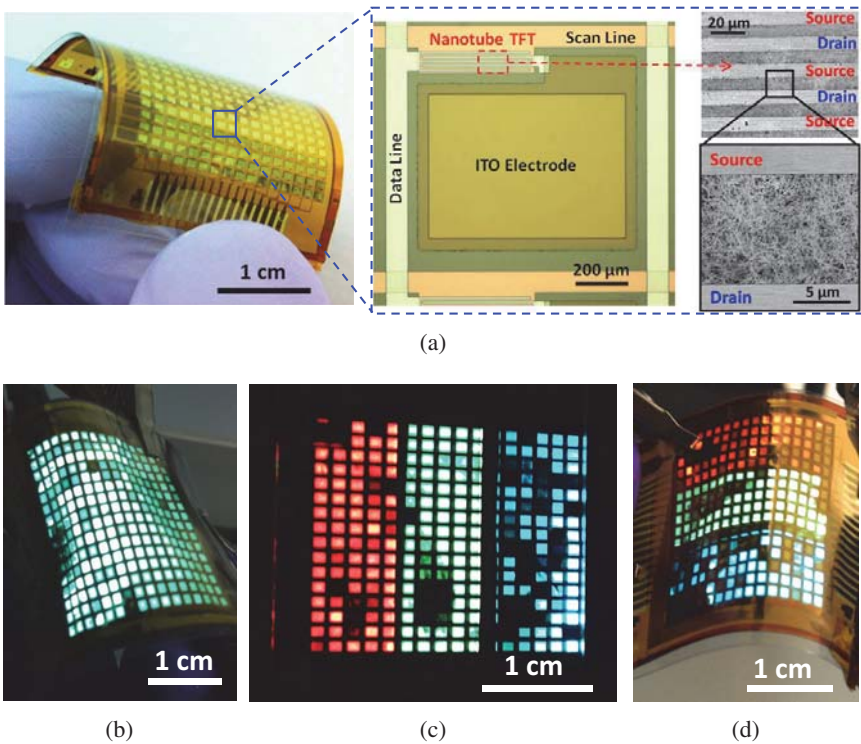 1 cm
Nanotube TFT
Scan Line
Data Line
ITO Electrode
200 µm
20 µm
Source
Drain
Source
Drain
Source
Source
Drain
5 µm
(a)
1 cm
1 cm
1 cm
(b)
(c)
(d)